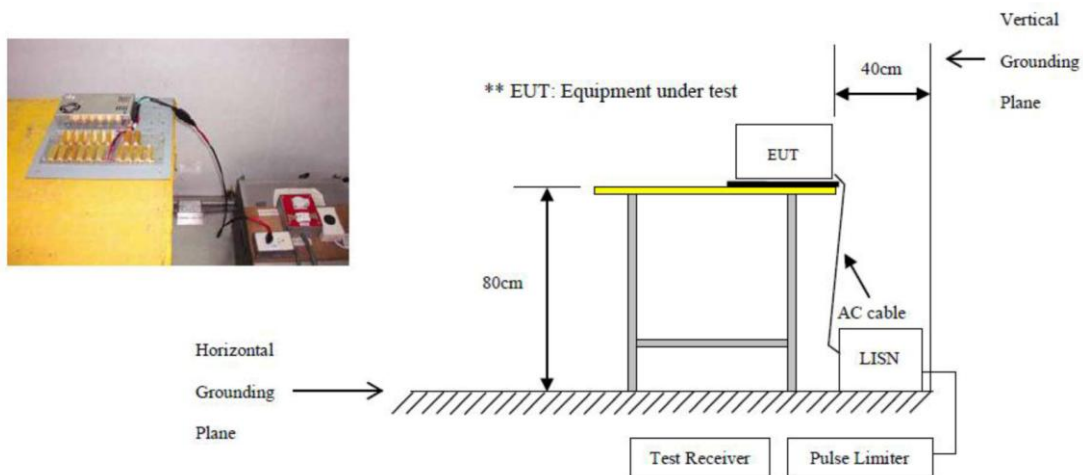 Vertical
Grounding
Plane
40cm
** EUT: Equipment under test
EUT
80cm
AC cable
LISN
Horizontal
Grounding
Plane
Test Receiver
Pulse Limiter